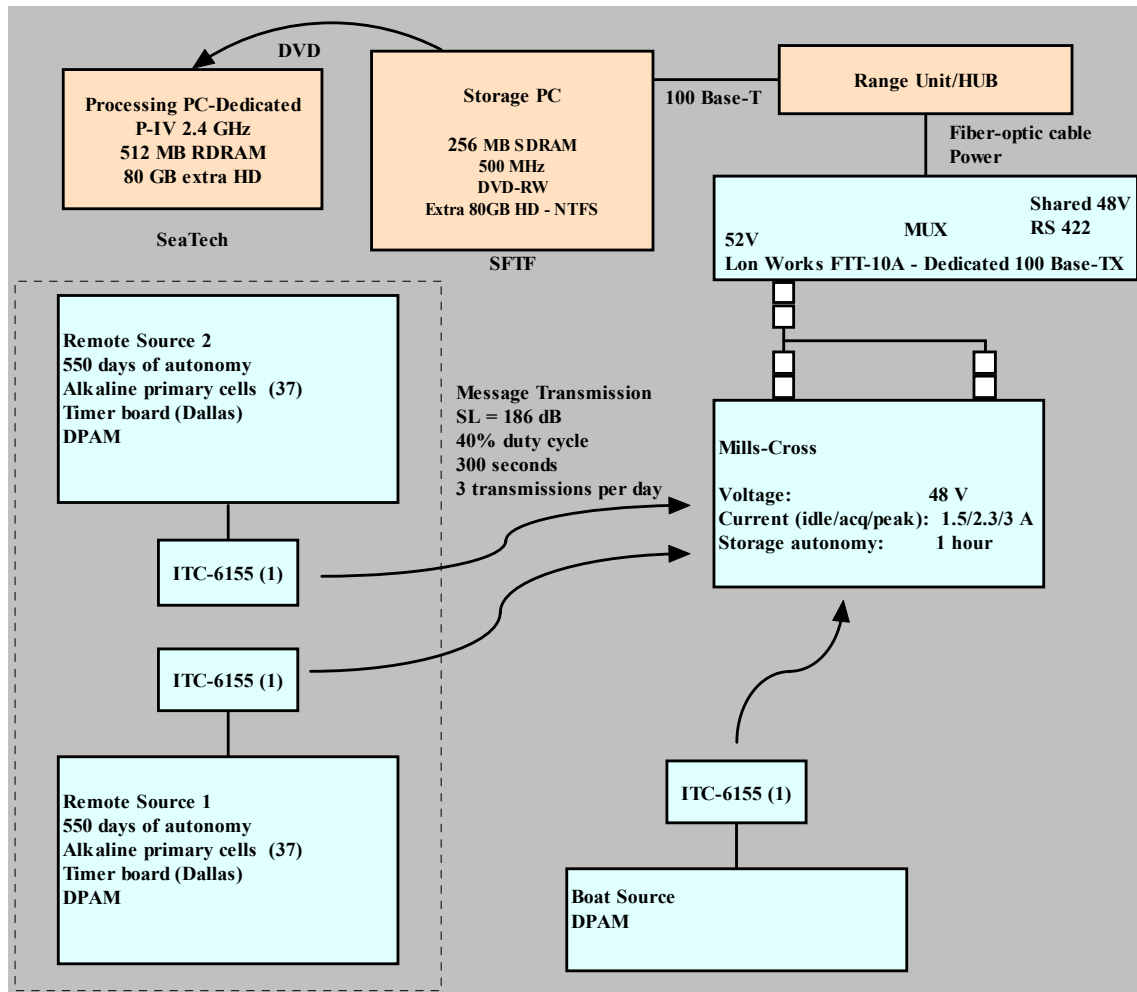 DVD
Processing PC-Dedicated
P-IV 2.4 GHz
512 MB RDRAM
80 GB extra HD
SeaTech
Storage PC
256 MB SDRAM
500 MHz
DVD-RW
Extra 80GB HD - NTFS
SFTF
100 Base-T
Range Unit/HUB
Fiber-optic cable
Power
Shared 48V
RS 422
MUX
52V
Lon Works FTT-10A - Dedicated 100 Base-TX
Remote Source 2
550 days of autonomy
Alkaline primary cells (37)
Timer board (Dallas)
DPAM
ITC-6155 (1)
Message Transmission
SL = 186 dB
40% duty cycle
300 seconds
3 transmissions per day
Mills-Cross
Voltage: 48 V
Current (idle/acq/peak): 1.5/2.3/3 A
Storage autonomy: 1 hour
ITC-6155 (1)
Remote Source 1
550 days of autonomy
Alkaline primary cells (37)
Timer board (Dallas)
DPAM
ITC-6155 (1)
Boat Source
DPAM